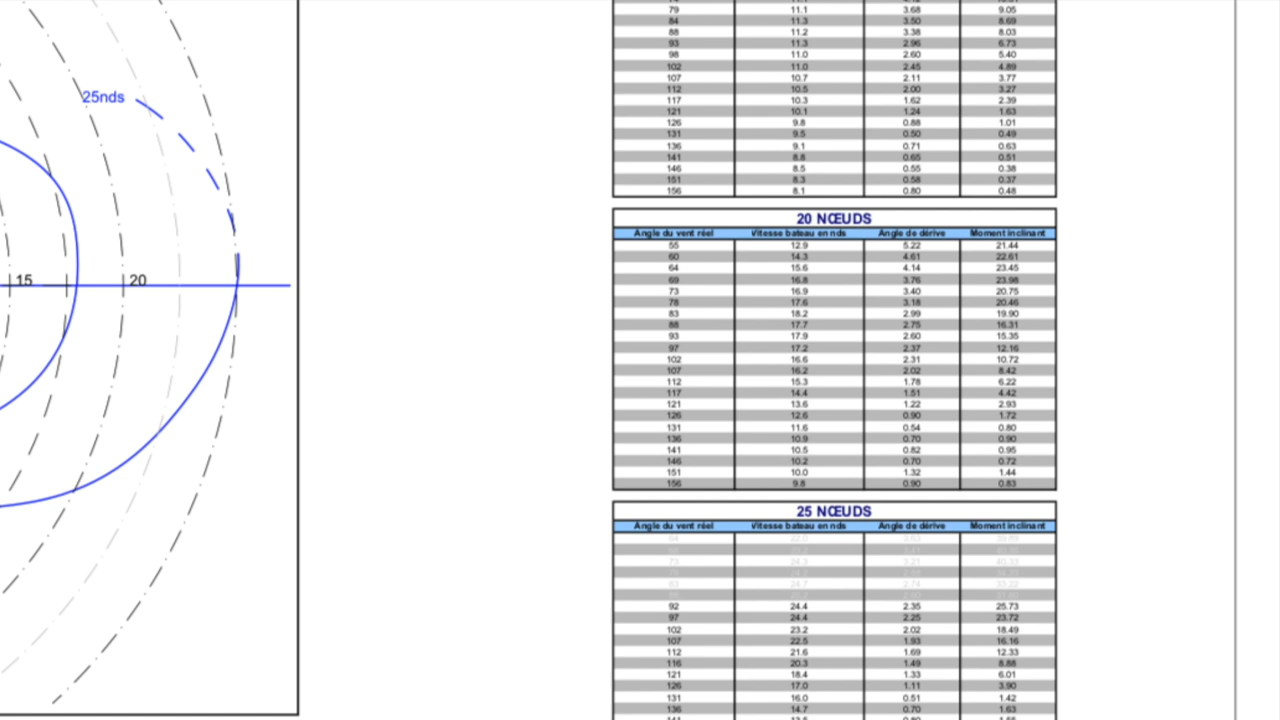 25nds
15
20
79 11.1 3.68 9.05
84 11.3 3.50 8.69
88 11.2 3.38 8.03
93 11.3 2.96 6.73
98 11.0 2.60 5.40
102 11.0 2.45 4.89
107 10.7 2.11 3.77
112 10.5 2.00 3.27
117 10.3 1.62 2.39
121 10.1 1.24 1.63
126 9.8 0.88 1.01
131 9.5 0.50 0.49
136 9.1 0.71 0.63
141 8.8 0.65 0.51
146 8.5 0.55 0.38
151 8.3 0.58 0.37
156 8.1 0.80 0.48
20 NŒUDS
Angle du vent réel Vitesse bateau en nds Angle de dérive Moment inclinant
55 12.9 5.22 21.44
60 14.3 4.61 22.61
64 15.6 4.14 23.45
69 16.8 3.76 23.98
73 16.9 3.40 20.75
78 17.6 3.18 20.46
83 18.2 2.99 19.90
88 17.7 2.75 16.31
93 17.9 2.60 15.35
97 17.2 2.37 12.16
102 16.6 2.31 10.72
107 16.2 2.02 8.42
112 15.3 1.78 6.22
117 14.4 1.51 4.42
121 13.6 1.22 2.93
126 12.6 0.90 1.72
131 11.6 0.54 0.80
136 10.9 0.70 0.90
141 10.5 0.82 0.95
146 10.2 0.70 0.72
151 10.0 1.32 1.44
156 9.8 0.90 0.83
25 NŒUDS
Angle du vent réel Vitesse bateau en nds Angle de dérive Moment inclinant
64 22.0
73 24.3 3.21
83 24.7 2.74 33.22
92 24.4 2.35 25.73
97 24.4 2.25 23.72
102 23.2 2.02 18.49
107 22.5 1.93 16.16
112 21.6 1.69 12.33
116 20.3 1.49 8.88
121 18.4 1.33 6.01
126 17.0 1.11 3.90
131 16.0 0.51 1.42
136 14.7 0.70 1.63